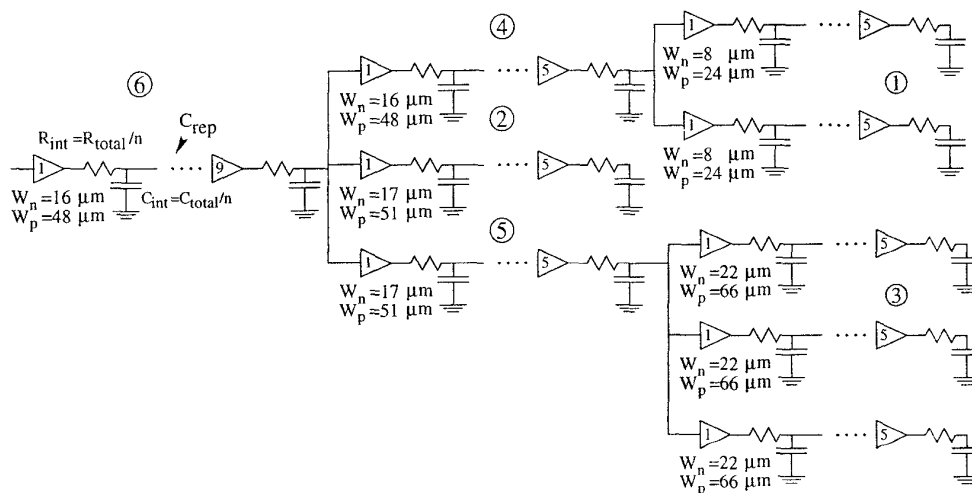 ④
1
W_n=8 μm
W_p=24 μm
5
①
⑥
1
W_n=16 μm
W_p=48 μm
5
1
W_n=8 μm
W_p=24 μm
5
②
C_rep
R_int=R_total/n
1
W_n=16 μm
W_p=48 μm
9
C_int=C_total/n
1
W_n=17 μm
W_p=51 μm
5
⑤
1
W_n=17 μm
W_p=51 μm
5
1
W_n=22 μm
W_p=66 μm
5
③
1
W_n=22 μm
W_p=66 μm
5
1
W_n=22 μm
W_p=66 μm
5